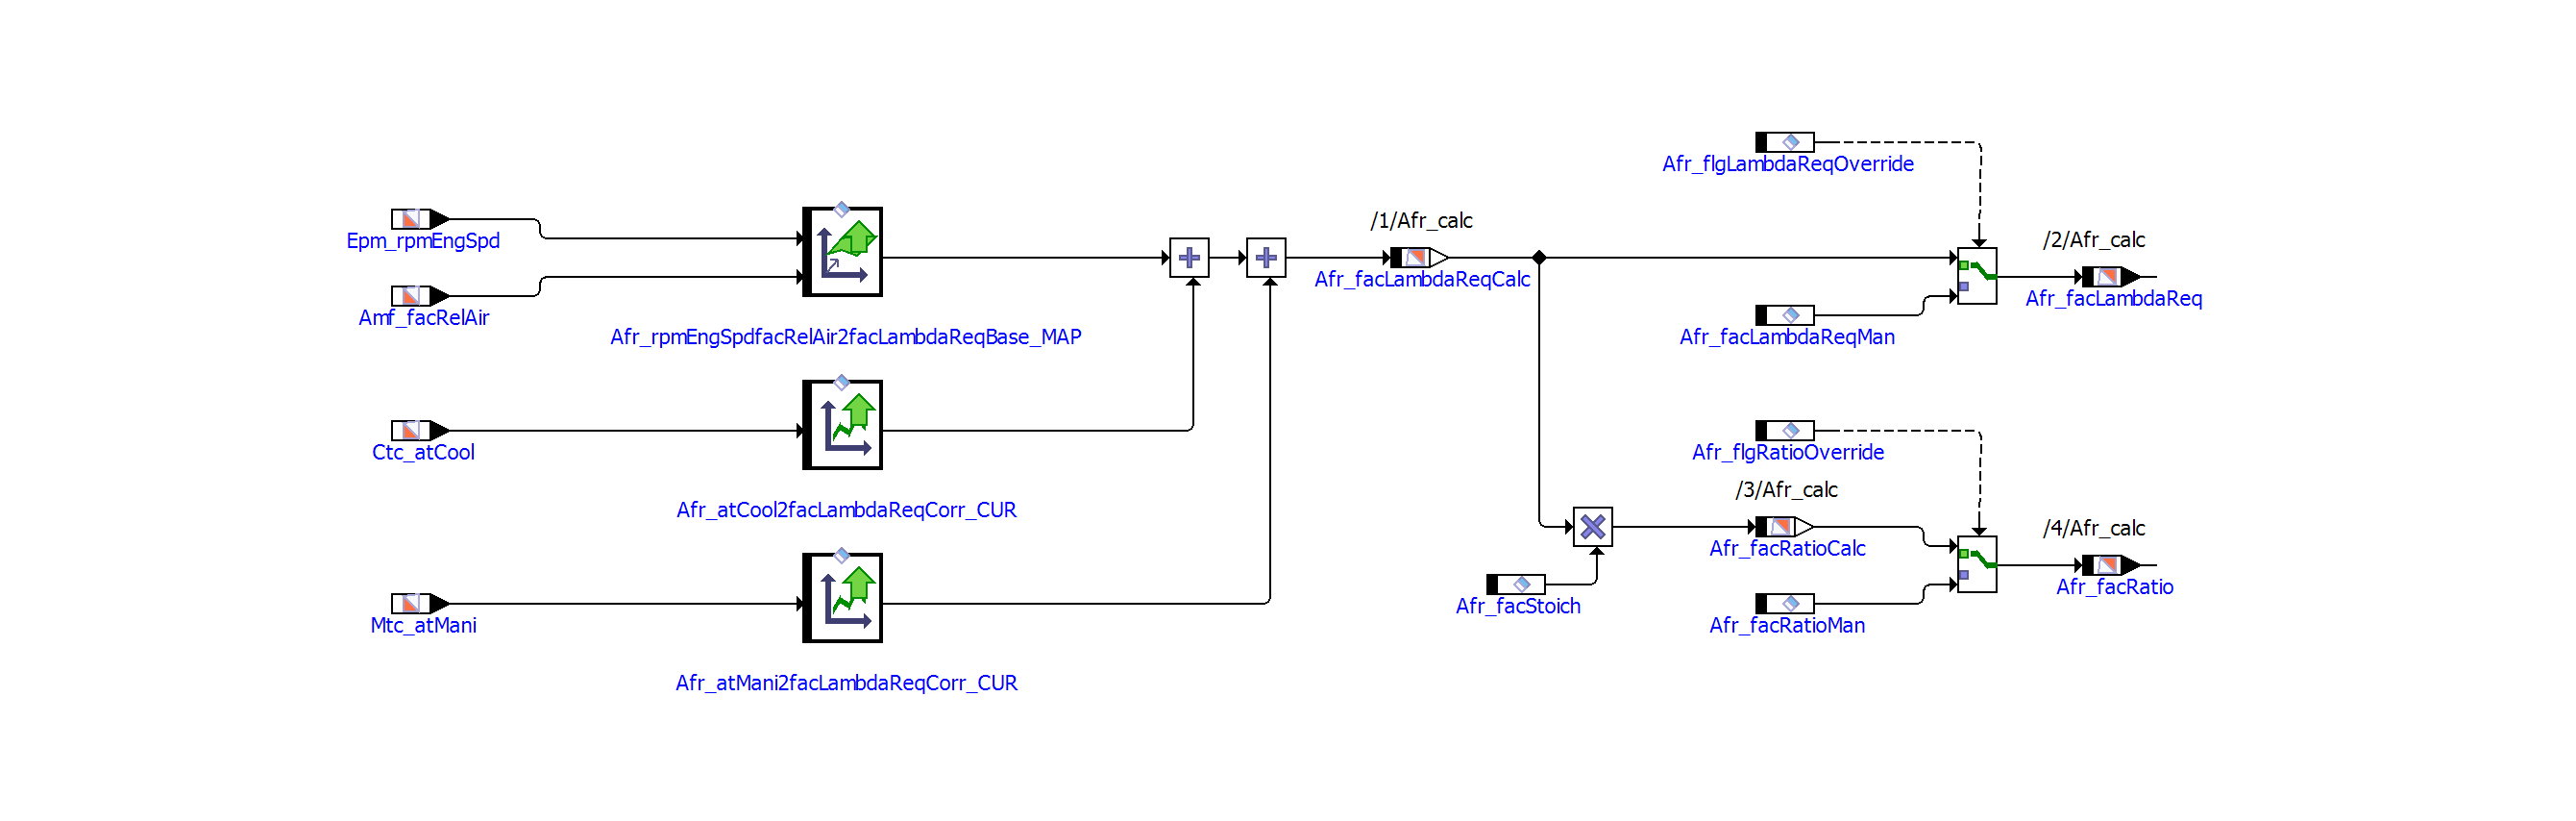 Afr_flgLambdaReqOverride
Epm_rpmEngSpd
/1/Afr_calc
/2/Afr_calc
Afr_facLambdaReqCalc
Afr_facLambdaReq
Amf_facRelAir
Afr_rpmEngSpdfacRelAir2facLambdaReqBase_MAP
Afr_facLambdaReqMan
Ctc_atCool
Afr_flgRatioOverride
/3/Afr_calc
Afr_atCool2facLambdaReqCorr_CUR
/4/Afr_calc
Afr_facRatioCalc
Afr_facRatio
Afr_facStoich
Mtc_atMani
Afr_facRatioMan
Afr_atMani2facLambdaReqCorr_CUR